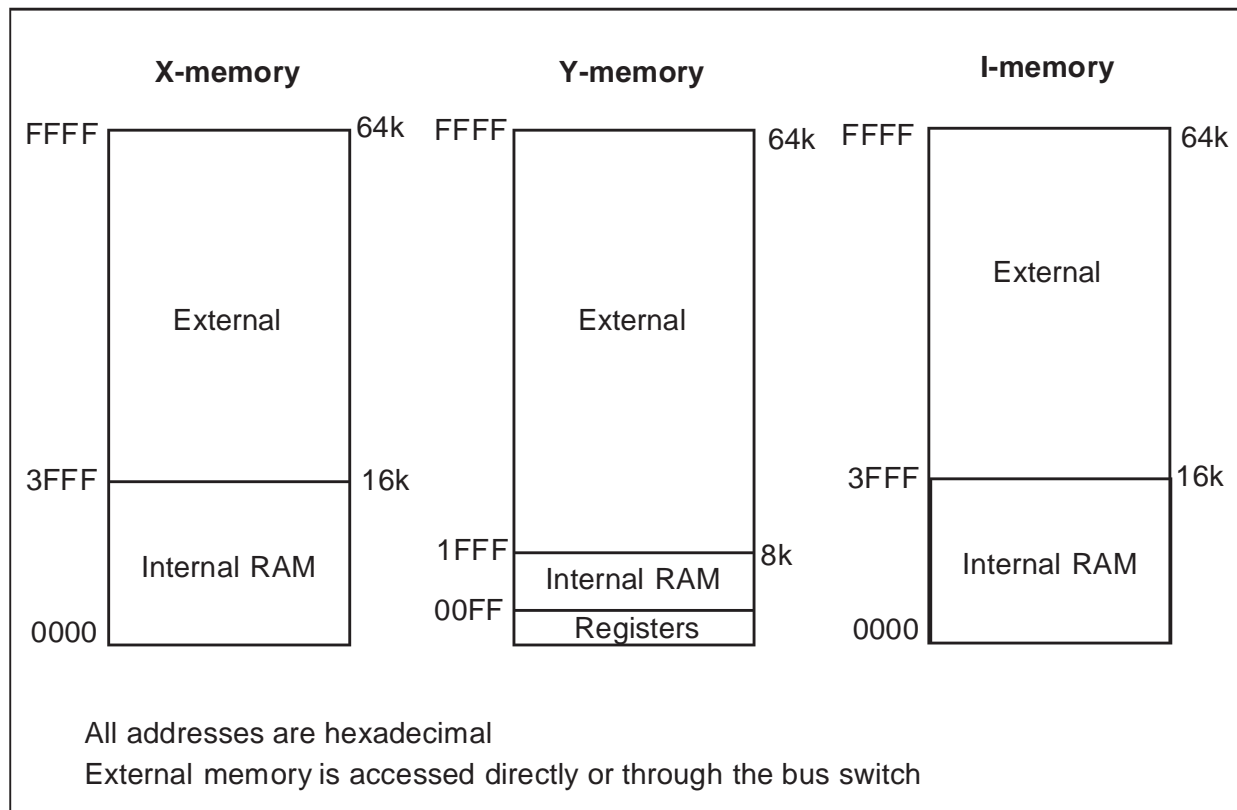 X-memory
Y-memory
I-memory
FFFF
64k
FFFF
64k
FFFF
64k
External
External
External
3FFF
16k
3FFF
16k
1FFF
8k
Internal RAM
Internal RAM
Internal RAM
00FF
Registers
0000
0000
All addresses are hexadecimal
External memory is accessed directly or through the bus switch